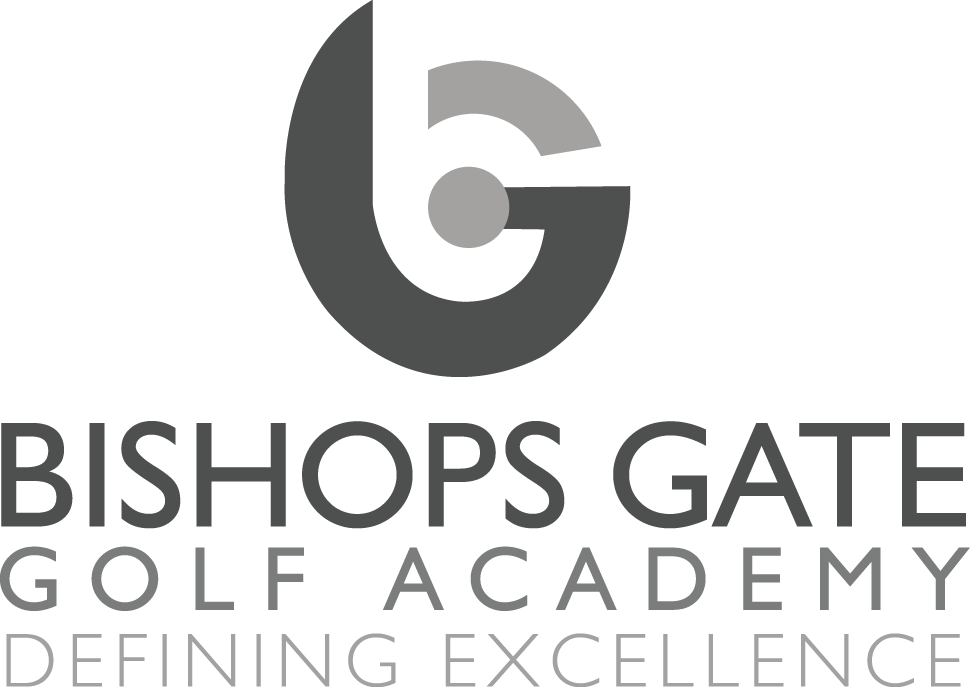 BISHOPS GATE
GOLF ACADEMY
DEFINING EXCELLENCE